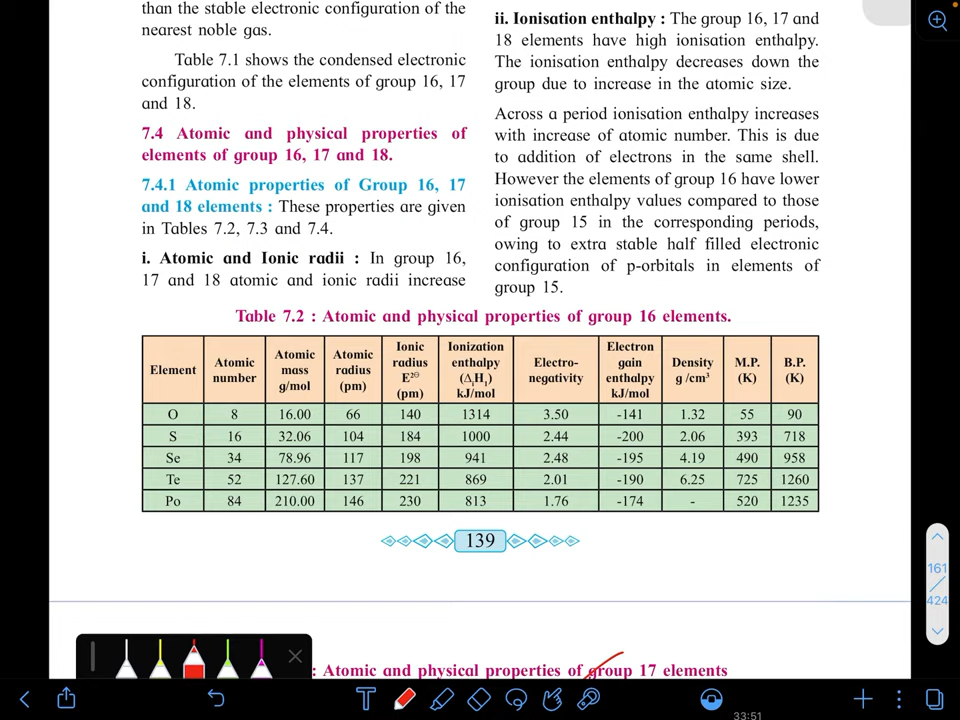 than the stable electronic configuration of the
nearest noble gas.
Table 7.1 shows the condensed electronic
configuration of the elements of group 16, 17
and 18.
7.4 Atomic and physical properties of
elements of group 16, 17 and 18.
7.4.1 Atomic properties of Group 16, 17
and 18 elements : These properties are given
in Tables 7.2, 7.3 and 7.4.
i. Atomic and Ionic radii : In group 16,
17 and 18 atomic and ionic radii increase
ii. Ionisation enthalpy : The group 16, 17 and
18 elements have high ionisation enthalpy.
The ionisation enthalpy decreases down the
group due to increase in the atomic size.
Across a period ionisation enthalpy increases
with increase of atomic number. This is due
to addition of electrons in the same shell.
However the elements of group 16 have lower
ionisation enthalpy values compared to those
of group 15 in the corresponding periods,
owing to extra stable half filled electronic
configuration of p-orbitals in elements of
group 15.
Table 7.2 : Atomic and physical properties of group 16 elements.
Element Atomic number Atomic mass g/mol Atomic radius (pm) Ionic radius E²⊖ (pm) Ionization enthalpy (ΔᵢH₁) kJ/mol Electro-negativity Electron gain enthalpy kJ/mol Density g /cm³ M.P. (K) B.P. (K)
O 8 16.00 66 140 1314 3.50 -141 1.32 55 90
S 16 32.06 104 184 1000 2.44 -200 2.06 393 718
Se 34 78.96 117 198 941 2.48 -195 4.19 490 958
Te 52 127.60 137 221 869 2.01 -190 6.25 725 1260
Po 84 210.00 146 230 813 1.76 -174 - 520 1235
139
161
424
: Atomic and physical properties of group 17 elements
33:51